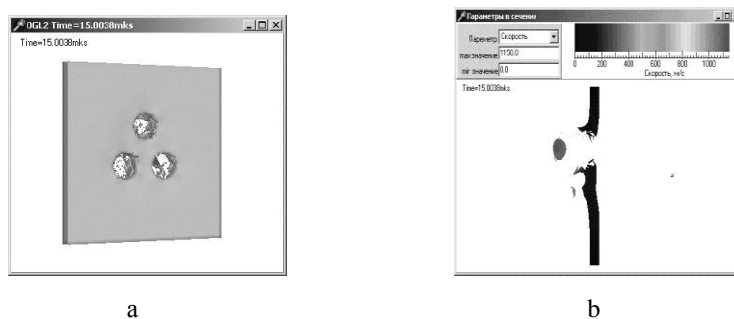 OGL2 Time=15.0038mks
Time=15.0038mks
Параметры в сечении
Параметр Скорость
max значение 1150.0
min значение 0.0
0 200 400 600 800 1000
Скорость, м/с
Time=15.0038mks
a
b